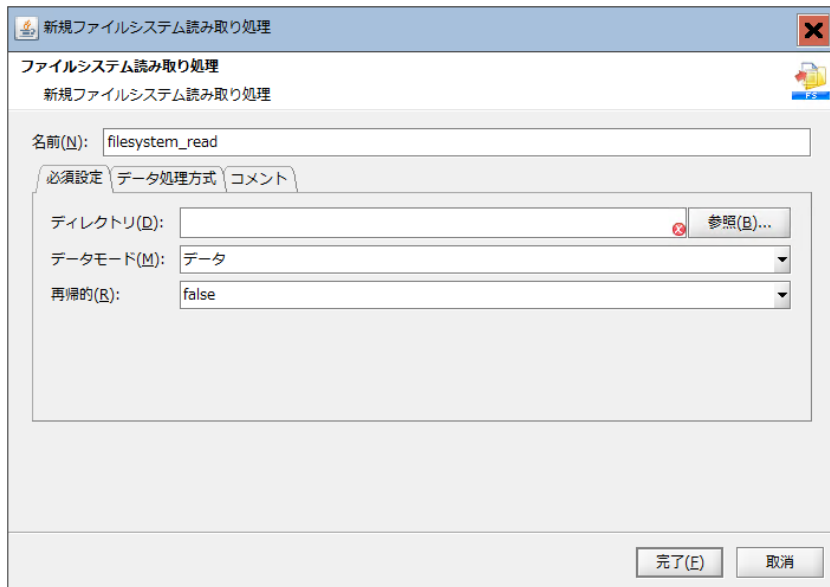 新規ファイルシステム読み取り処理
ファイルシステム読み取り処理
新規ファイルシステム読み取り処理
FS
名前(N): filesystem_read
必須設定 データ処理方式 コメント
ディレクトリ(D): 参照(B)...
データモード(M): データ
再帰的(R): false
完了(F) 取消